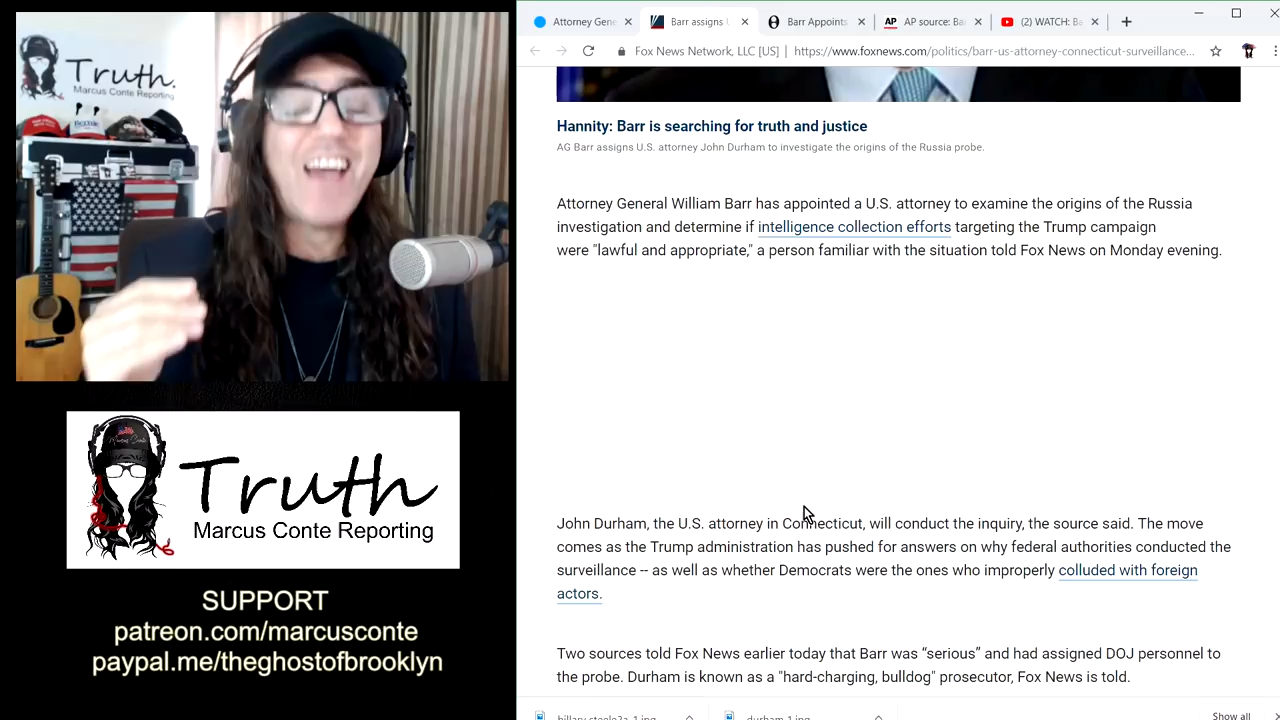 Truth.
Marcus Conte Reporting
Truth
Marcus Conte Reporting
SUPPORT
patreon.com/marcusconte
paypal.me/theghostofbrooklyn
Attorney Gene
Barr assigns U
Barr Appoints
AP
AP source: Ba
(2) WATCH: Ba
Fox News Network, LLC [US]
https://www.foxnews.com/politics/barr-us-attorney-connecticut-surveillance...
Hannity: Barr is searching for truth and justice
AG Barr assigns U.S. attorney John Durham to investigate the origins of the Russia probe.
Attorney General William Barr has appointed a U.S. attorney to examine the origins of the Russia
investigation and determine if intelligence collection efforts targeting the Trump campaign
were "lawful and appropriate," a person familiar with the situation told Fox News on Monday evening.
John Durham, the U.S. attorney in Connecticut, will conduct the inquiry, the source said. The move
comes as the Trump administration has pushed for answers on why federal authorities conducted the
surveillance -- as well as whether Democrats were the ones who improperly colluded with foreign
actors.
Two sources told Fox News earlier today that Barr was “serious” and had assigned DOJ personnel to
the probe. Durham is known as a "hard-charging, bulldog" prosecutor, Fox News is told.
hillary-steele2a-1.jpg
durham-1.jpg
Show all